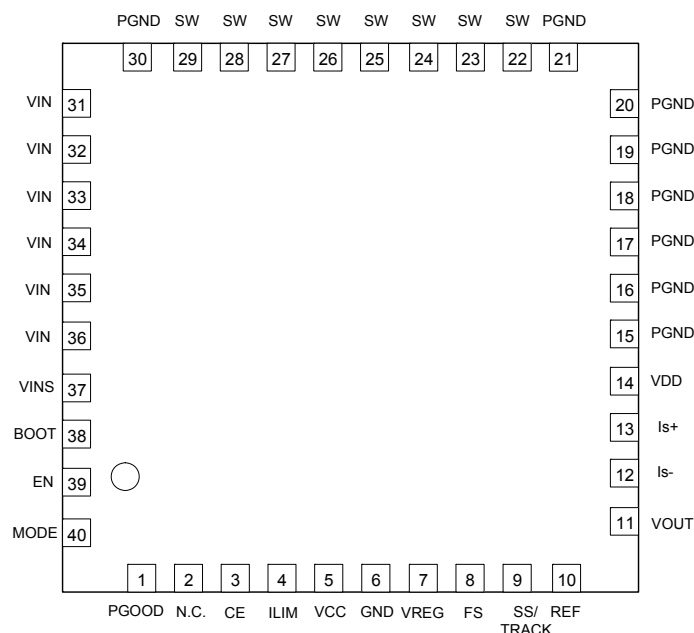 PGND SW SW SW SW SW SW SW SW PGND
30 29 28 27 26 25 24 23 22 21
VIN 31 20 PGND
VIN 32 19 PGND
VIN 33 18 PGND
VIN 34 17 PGND
VIN 35 16 PGND
VIN 36 15 PGND
VINS 37 14 VDD
BOOT 38 13 Is+
EN 39 12 Is-
MODE 40 11 VOUT
1 2 3 4 5 6 7 8 9 10
PGOOD N.C. CE ILIM VCC GND VREG FS SS/ REF
TRACK